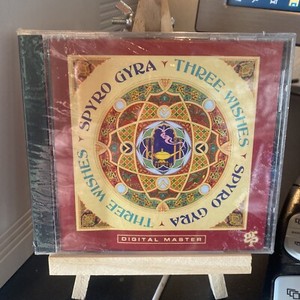 SPYRO GYRA · THREE WISHES ·
SPYRO GYRA · THREE WISHES ·
DIGITAL MASTER